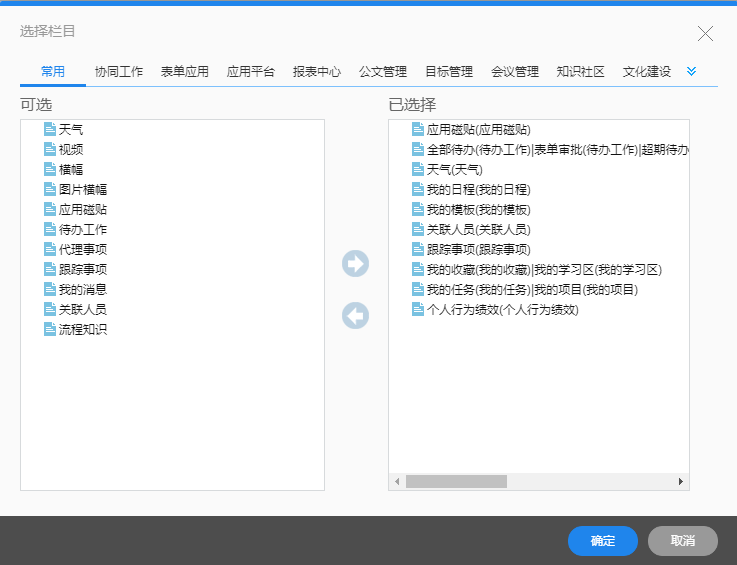 选择栏目
常用 协同工作 表单应用 应用平台 报表中心 公文管理 目标管理 会议管理 知识社区 文化建设
可选
天气
视频
横幅
图片横幅
应用磁贴
待办工作
代理事项
跟踪事项
我的消息
关联人员
流程知识
已选择
应用磁贴(应用磁贴)
全部待办(待办工作)|表单审批(待办工作)|超期待办
天气(天气)
我的日程(我的日程)
我的模板(我的模板)
关联人员(关联人员)
跟踪事项(跟踪事项)
我的收藏(我的收藏)|我的学习区(我的学习区)
我的任务(我的任务)|我的项目(我的项目)
个人行为绩效(个人行为绩效)
确定 取消